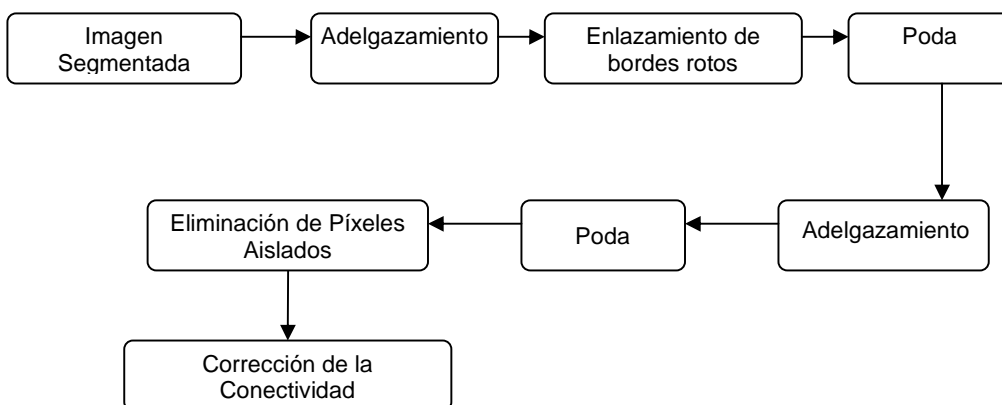 Imagen
Segmentada
Adelgazamiento
Enlazamiento de
bordes rotos
Poda
Adelgazamiento
Poda
Eliminación de Píxeles
Aislados
Corrección de la
Conectividad